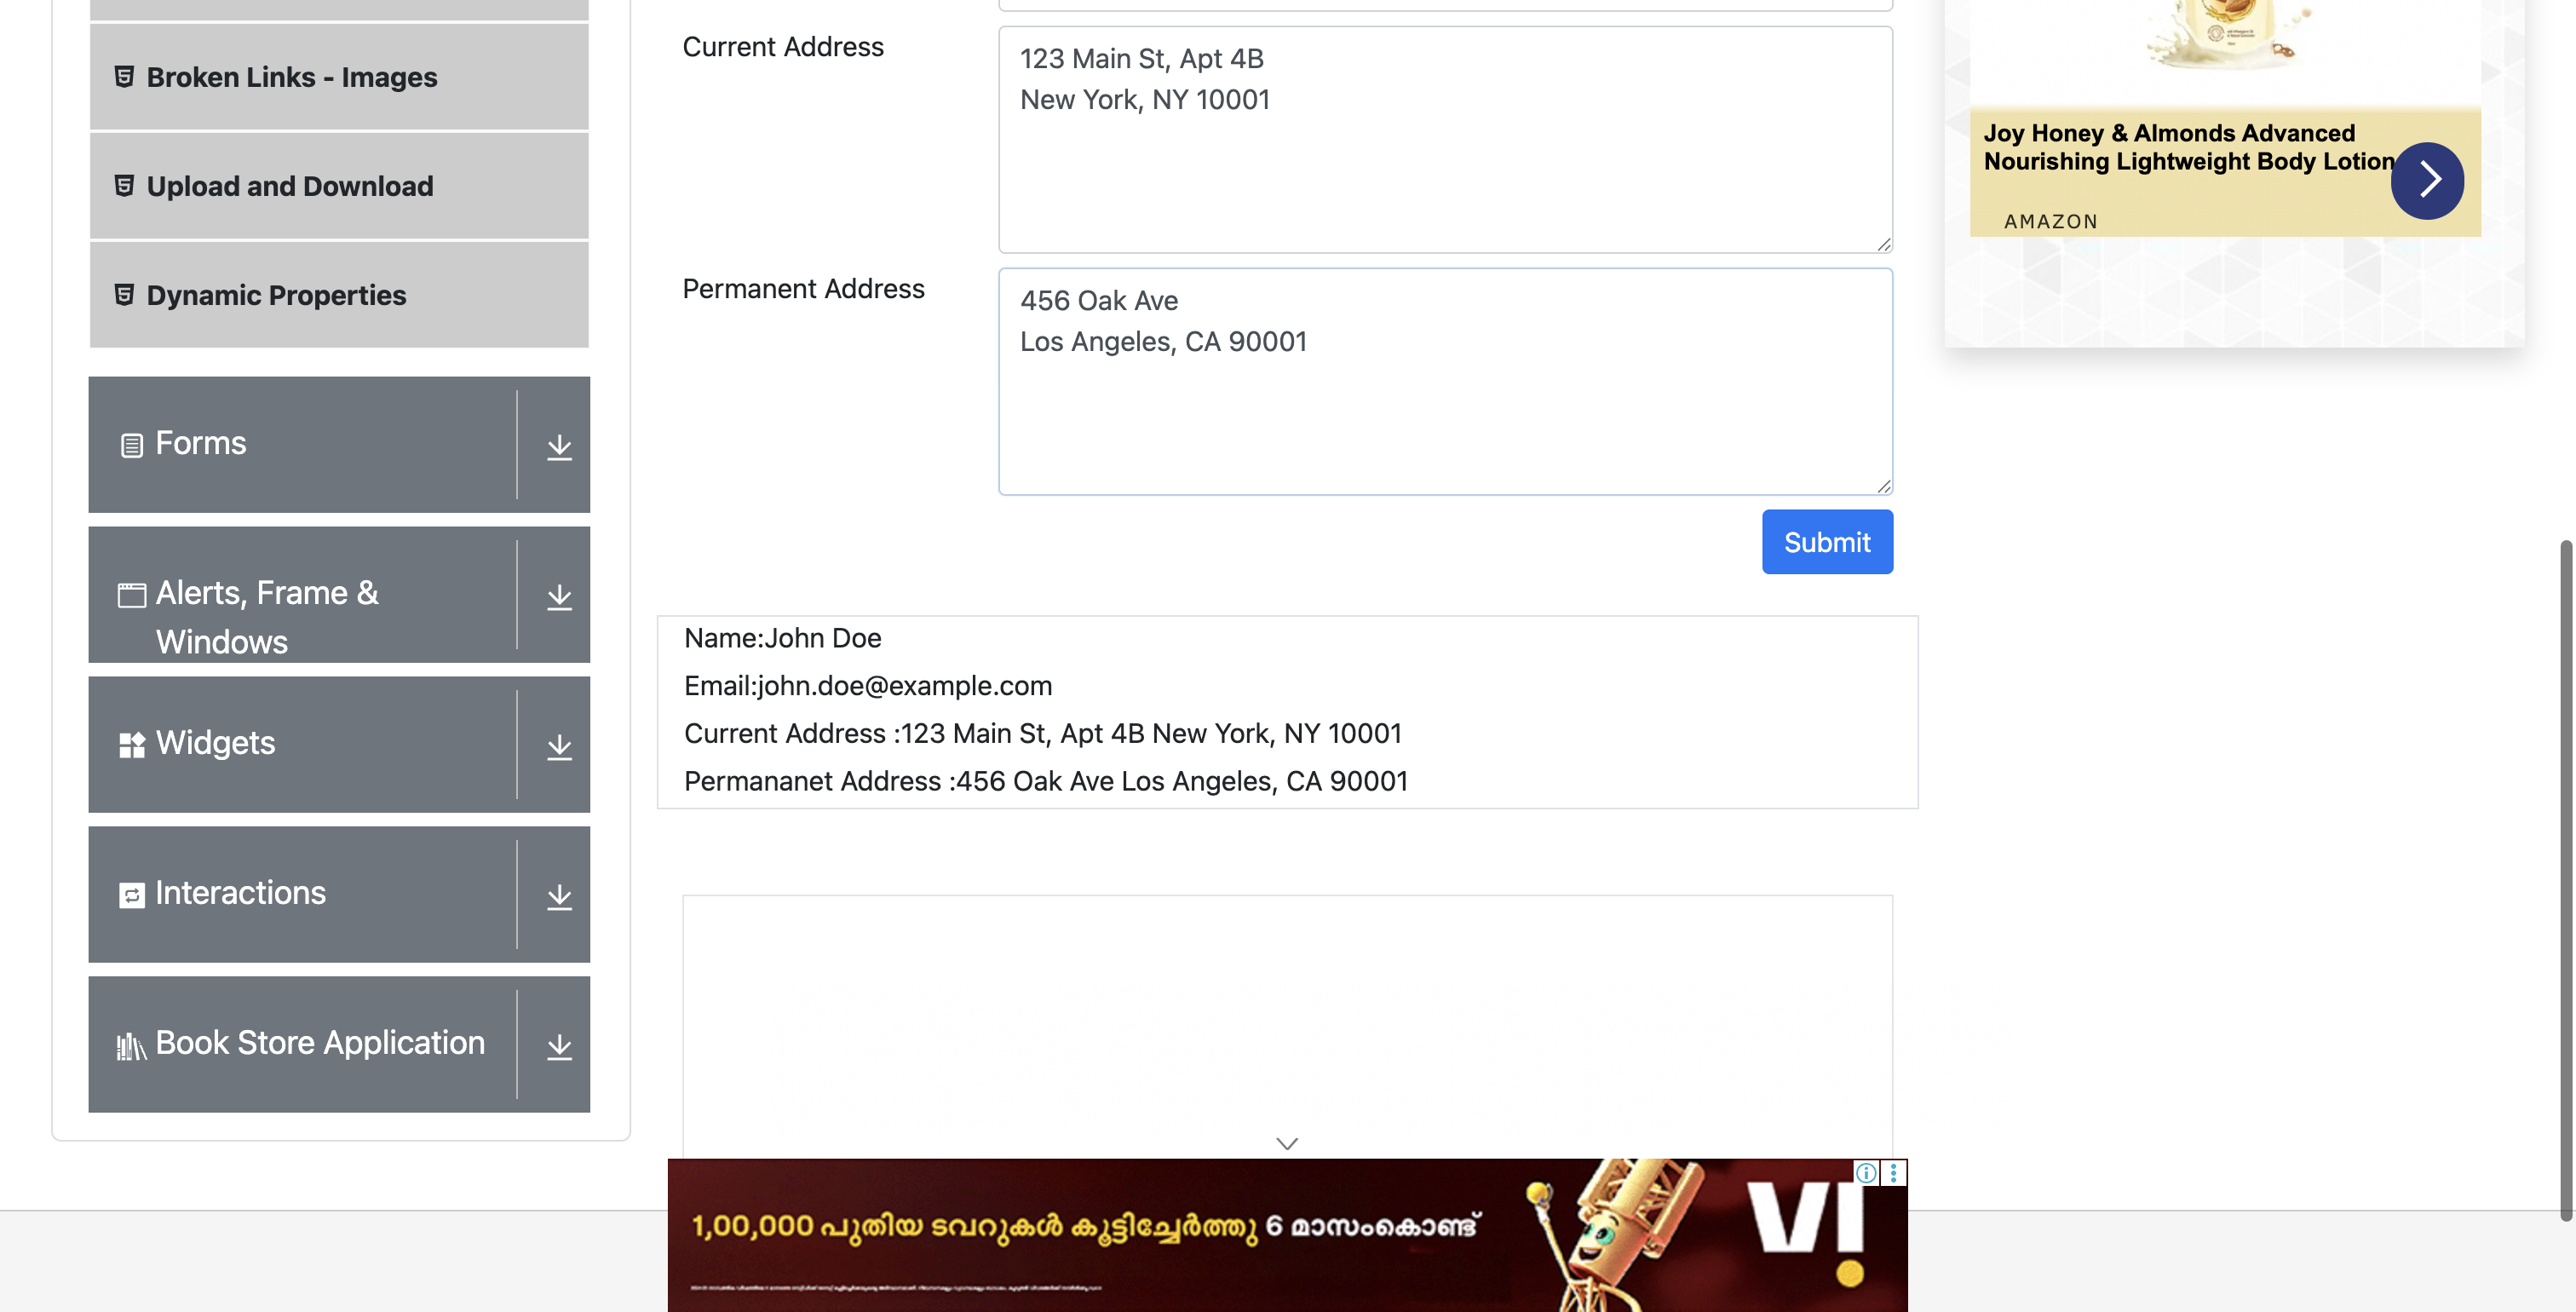 Broken Links - Images
Upload and Download
Dynamic Properties
Forms
Alerts, Frame &
Windows
Widgets
Interactions
Book Store Application
Current Address
123 Main St, Apt 4B
New York, NY 10001
Permanent Address
456 Oak Ave
Los Angeles, CA 90001
Submit
Name:John Doe
Email:john.doe@example.com
Current Address :123 Main St, Apt 4B New York, NY 10001
Permananet Address :456 Oak Ave Los Angeles, CA 90001
Joy Honey & Almonds Advanced
Nourishing Lightweight Body Lotion
AMAZON
1,00,000 പുതിയ ടവറുകൾ കൂട്ടിച്ചേർത്തു 6 മാസംകൊണ്ട്
VI